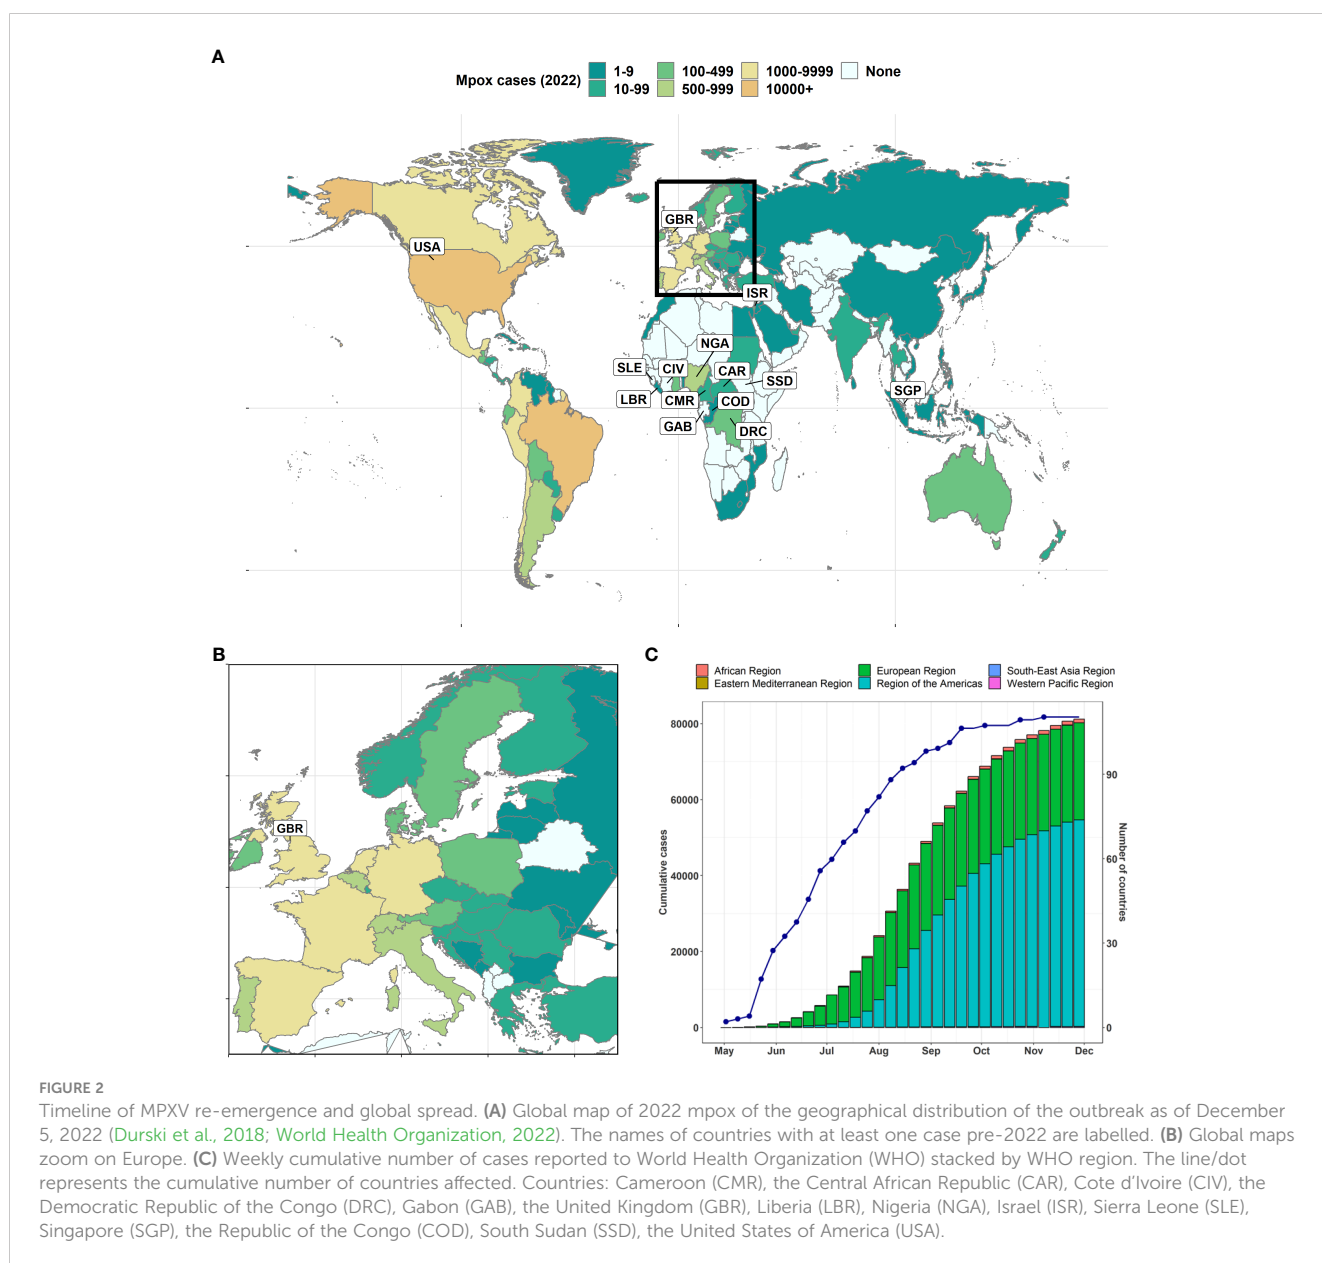 A
Mpox cases (2022)
1-9
100-499
1000-9999
None
10-99
500-999
10000+
GBR
USA
ISR
NGA
SLE
CIV
CAR
SSD
SGP
LBR
CMR
COD
GAB
DRC
B
GBR
C
African Region
European Region
South-East Asia Region
Eastern Mediterranean Region
Region of the Americas
Western Pacific Region
Cumulative cases
80000
60000
40000
20000
0
Number of countries
90
60
30
0
May
Jun
Jul
Aug
Sep
Oct
Nov
Dec
FIGURE 2
Timeline of MPXV re-emergence and global spread. (A) Global map of 2022 mpox of the geographical distribution of the outbreak as of December
5, 2022 (Durski et al., 2018; World Health Organization, 2022). The names of countries with at least one case pre-2022 are labelled. (B) Global maps
zoom on Europe. (C) Weekly cumulative number of cases reported to World Health Organization (WHO) stacked by WHO region. The line/dot
represents the cumulative number of countries affected. Countries: Cameroon (CMR), the Central African Republic (CAR), Cote d'Ivoire (CIV), the
Democratic Republic of the Congo (DRC), Gabon (GAB), the United Kingdom (GBR), Liberia (LBR), Nigeria (NGA), Israel (ISR), Sierra Leone (SLE),
Singapore (SGP), the Republic of the Congo (COD), South Sudan (SSD), the United States of America (USA).